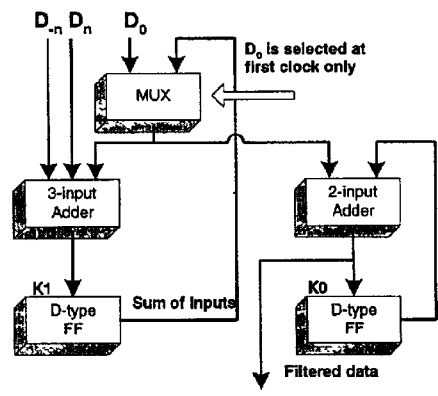 D-n Dn D0
D0 is selected at
first clock only
MUX
3-input
Adder
2-input
Adder
K1
D-type
FF
Sum of Inputs
K0
D-type
FF
Filtered data